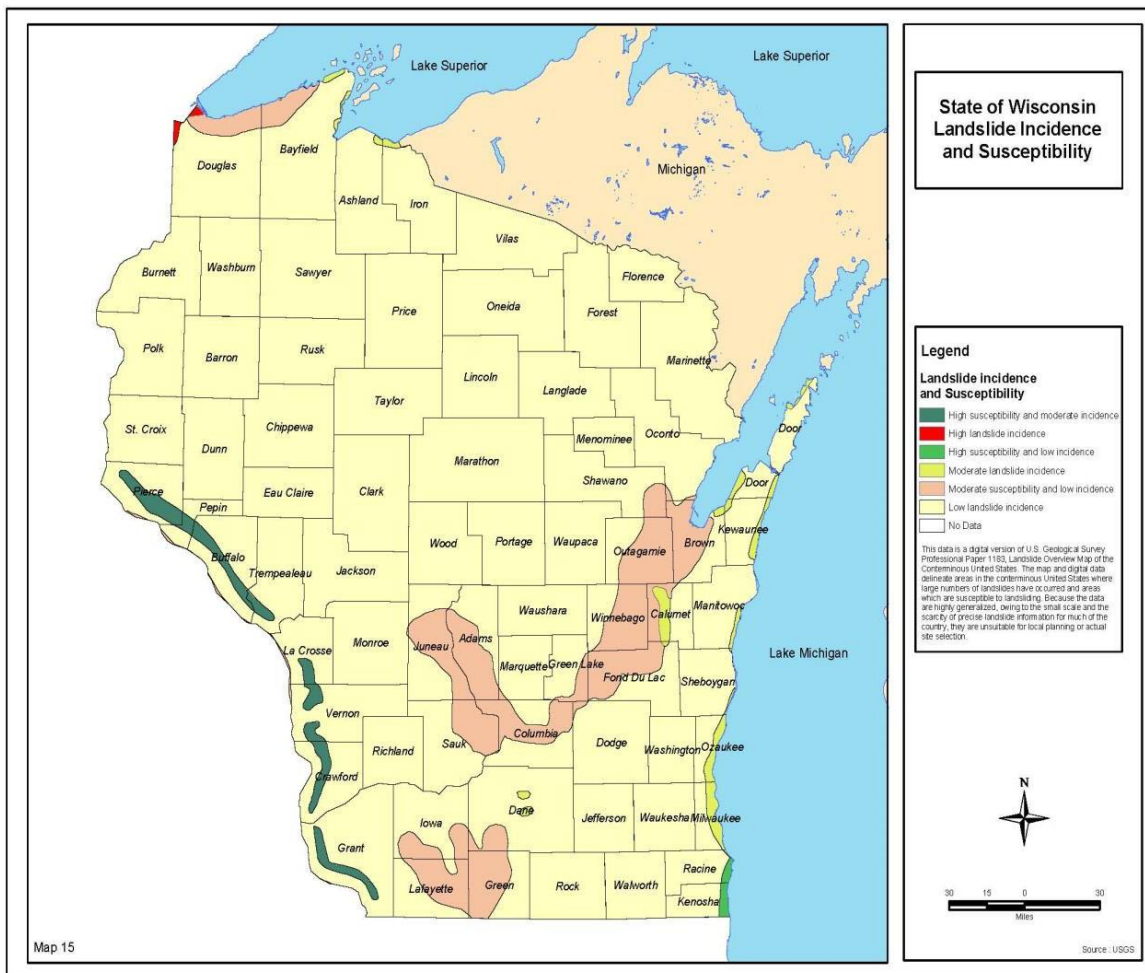 Lake Superior
Lake Superior
Michigan
Douglas
Bayfield
Ashland
Iron
Vilas
Burnett
Washburn
Sawyer
Florence
Price
Oneida
Forest
Polk
Barron
Rusk
Marinette
Lincoln
Langlade
Taylor
St. Croix
Dunn
Chippewa
Menominee
Oconto
Door
Marathon
Shawano
Pierce
Pepin
Eau Claire
Clark
Door
Kewaunee
Buffalo
Trempealeau
Jackson
Wood
Portage
Waupaca
Outagamie
Brown
Waushara
Winnebago
Calumet
Manitowoc
La Crosse
Monroe
Juneau
Adams
Marquette
Green Lake
Fond Du Lac
Sheboygan
Lake Michigan
Vernon
Richland
Sauk
Columbia
Dodge
Washington
Ozaukee
Crawford
Dane
Iowa
Jefferson
Waukesha
Milwaukee
Grant
Lafayette
Green
Rock
Walworth
Racine
Kenosha
Map 15
State of Wisconsin
Landslide Incidence
and Susceptibility
Legend
Landslide incidence
and Susceptibility
High susceptibility and moderate incidence
High landslide incidence
High susceptibility and low incidence
Moderate landslide incidence
Moderate susceptibility and low incidence
Low landslide incidence
No Data
This data is a digital version of U.S. Geological Survey
Professional Paper 1183, Landslide Overview Map of the
Conterminous United States. The map and digital data
delineate areas in the conterminous United States where
large numbers of landslides have occurred and areas
which are susceptible to landsliding. Because the data
are highly generalized, owing to the small scale and the
scarcity of precise landslide information for much of the
country, they are unsuitable for local planning or actual
site selection.
N
30 15 0 30
Miles
Source : USGS